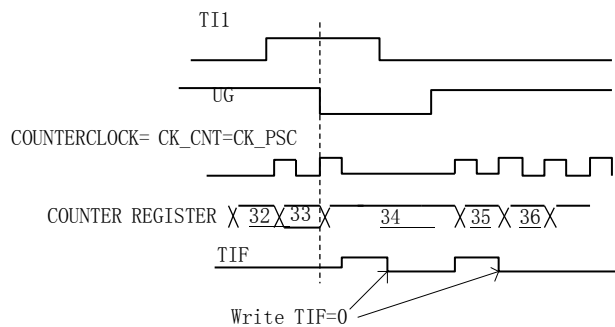 TI1
UG
COUNTERCLOCK= CK_CNT=CK_PSC
COUNTER REGISTER 32 33 34 35 36
TIF
Write TIF=0